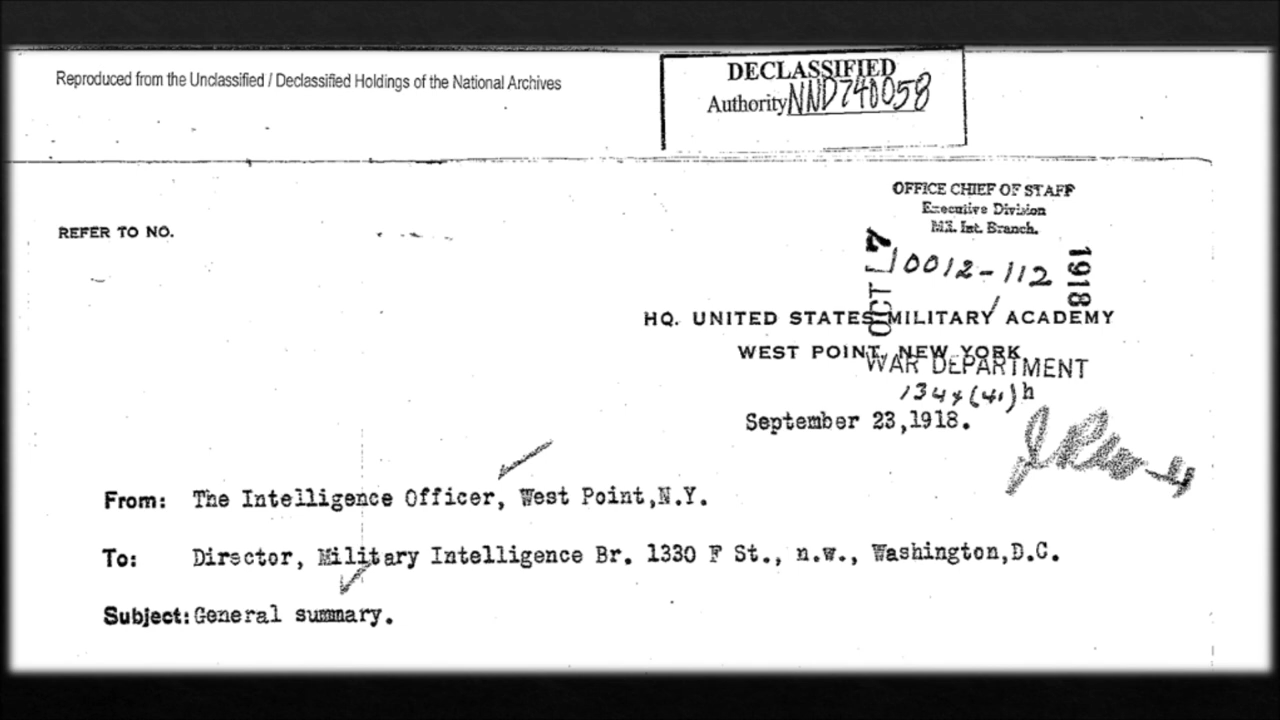 Reproduced from the Unclassified / Declassified Holdings of the National Archives
DECLASSIFIED
Authority NND740058
OFFICE CHIEF OF STAFF
Executive Division
Mil. Int. Branch.
REFER TO NO.
OCT 7 1918
10012-112
HQ. UNITED STATES MILITARY ACADEMY
WEST POINT, NEW YORK
WAR DEPARTMENT
September 23,1918.
From: The Intelligence Officer, West Point,N.Y.
To: Director, Military Intelligence Br. 1330 F St., n.w., Washington,D.C.
Subject: General summary.